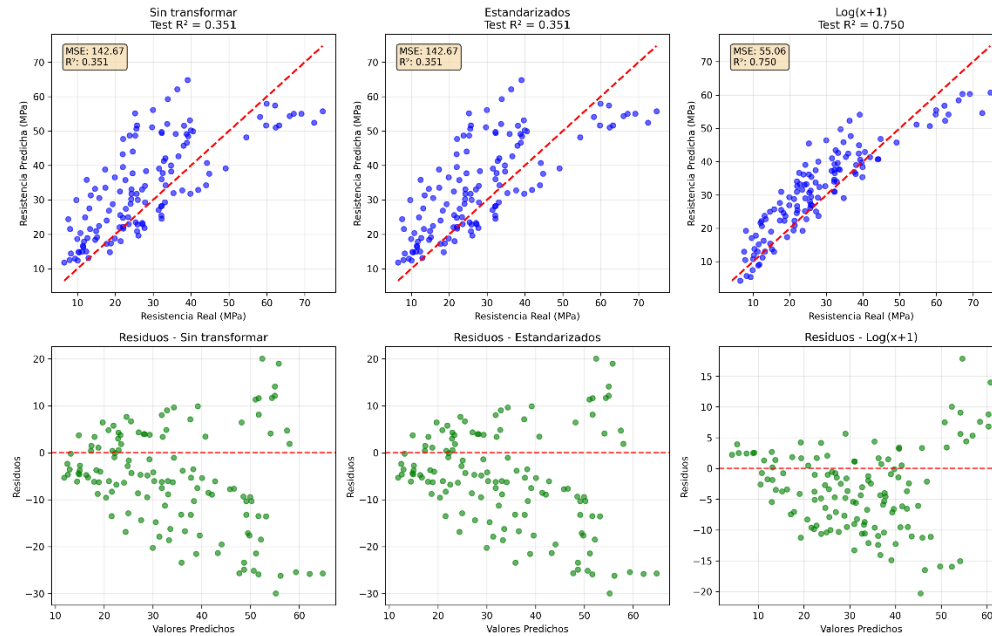 Sin transformar
Test R² = 0.351
MSE: 142.67
R²: 0.351
Resistencia Predicha (MPa)
70
60
50
40
30
20
10
10 20 30 40 50 60 70
Resistencia Real (MPa)
Estandarizados
Test R² = 0.351
MSE: 142.67
R²: 0.351
Resistencia Predicha (MPa)
70
60
50
40
30
20
10
10 20 30 40 50 60 70
Resistencia Real (MPa)
Log(x+1)
Test R² = 0.750
MSE: 55.06
R²: 0.750
Resistencia Predicha (MPa)
70
60
50
40
30
20
10
10 20 30 40 50 60 70
Resistencia Real (MPa)
Residuos - Sin transformar
Residuos
20
10
0
−10
−20
−30
10 20 30 40 50 60
Valores Predichos
Residuos - Estandarizados
Residuos
20
10
0
−10
−20
−30
20 30 40 50 60
Valores Predichos
Residuos - Log(x+1)
Residuos
15
10
5
0
−5
−10
−15
−20
10 20 30 40 50 60
Valores Predichos